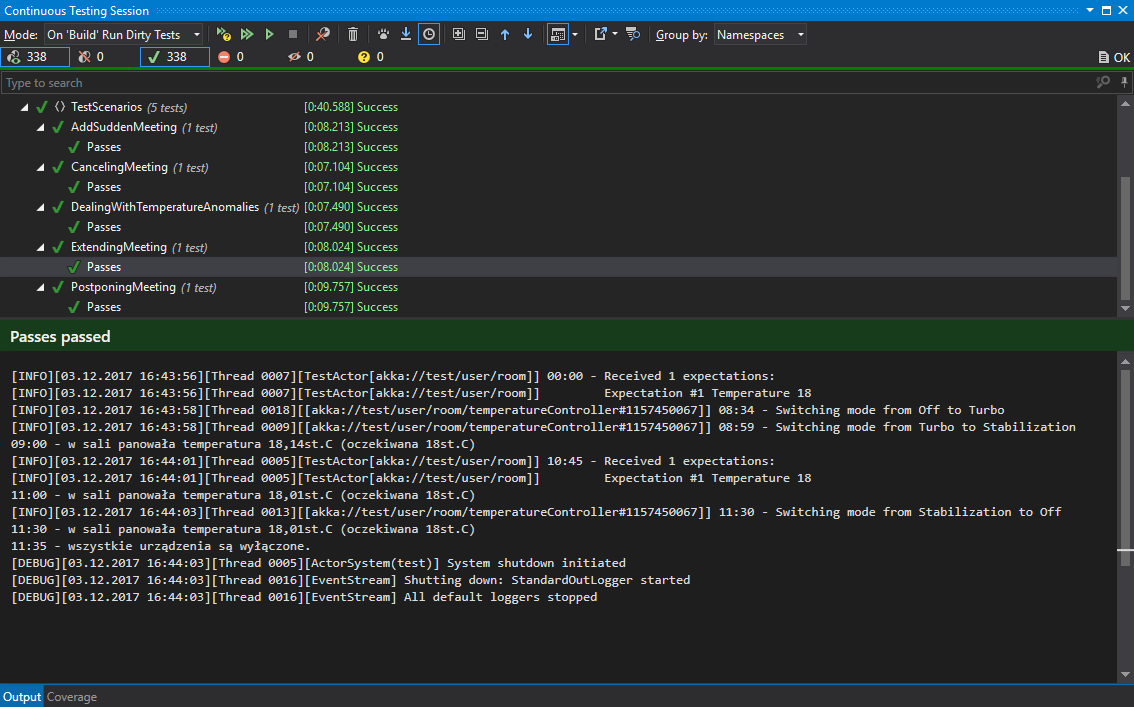 Continuous Testing Session
Mode: On 'Build' Run Dirty Tests Group by: Namespaces
338 0 338 0 0 ? 0 OK
Type to search
TestScenarios (5 tests) [0:40.588] Success
AddSuddenMeeting (1 test) [0:08.213] Success
Passes [0:08.213] Success
CancelingMeeting (1 test) [0:07.104] Success
Passes [0:07.104] Success
DealingWithTemperatureAnomalies (1 test) [0:07.490] Success
Passes [0:07.490] Success
ExtendingMeeting (1 test) [0:08.024] Success
Passes [0:08.024] Success
PostponingMeeting (1 test) [0:09.757] Success
Passes [0:09.757] Success
Passes passed
[INFO][03.12.2017 16:43:56][Thread 0007][TestActor[akka://test/user/room]] 00:00 - Received 1 expectations:
[INFO][03.12.2017 16:43:56][Thread 0007][TestActor[akka://test/user/room]] Expectation #1 Temperature 18
[INFO][03.12.2017 16:43:58][Thread 0018][[akka://test/user/room/temperatureController#1157450067]] 08:34 - Switching mode from Off to Turbo
[INFO][03.12.2017 16:43:58][Thread 0009][[akka://test/user/room/temperatureController#1157450067]] 08:59 - Switching mode from Turbo to Stabilization
09:00 - w sali panowała temperatura 18,14st.C (oczekiwana 18st.C)
[INFO][03.12.2017 16:44:01][Thread 0005][TestActor[akka://test/user/room]] 10:45 - Received 1 expectations:
[INFO][03.12.2017 16:44:01][Thread 0005][TestActor[akka://test/user/room]] Expectation #1 Temperature 18
11:00 - w sali panowała temperatura 18,01st.C (oczekiwana 18st.C)
[INFO][03.12.2017 16:44:03][Thread 0013][[akka://test/user/room/temperatureController#1157450067]] 11:30 - Switching mode from Stabilization to Off
11:30 - w sali panowała temperatura 18,01st.C (oczekiwana 18st.C)
11:35 - wszystkie urządzenia są wyłączone.
[DEBUG][03.12.2017 16:44:03][Thread 0005][ActorSystem(test)] System shutdown initiated
[DEBUG][03.12.2017 16:44:03][Thread 0016][EventStream] Shutting down: StandardOutLogger started
[DEBUG][03.12.2017 16:44:03][Thread 0016][EventStream] All default loggers stopped
Output Coverage